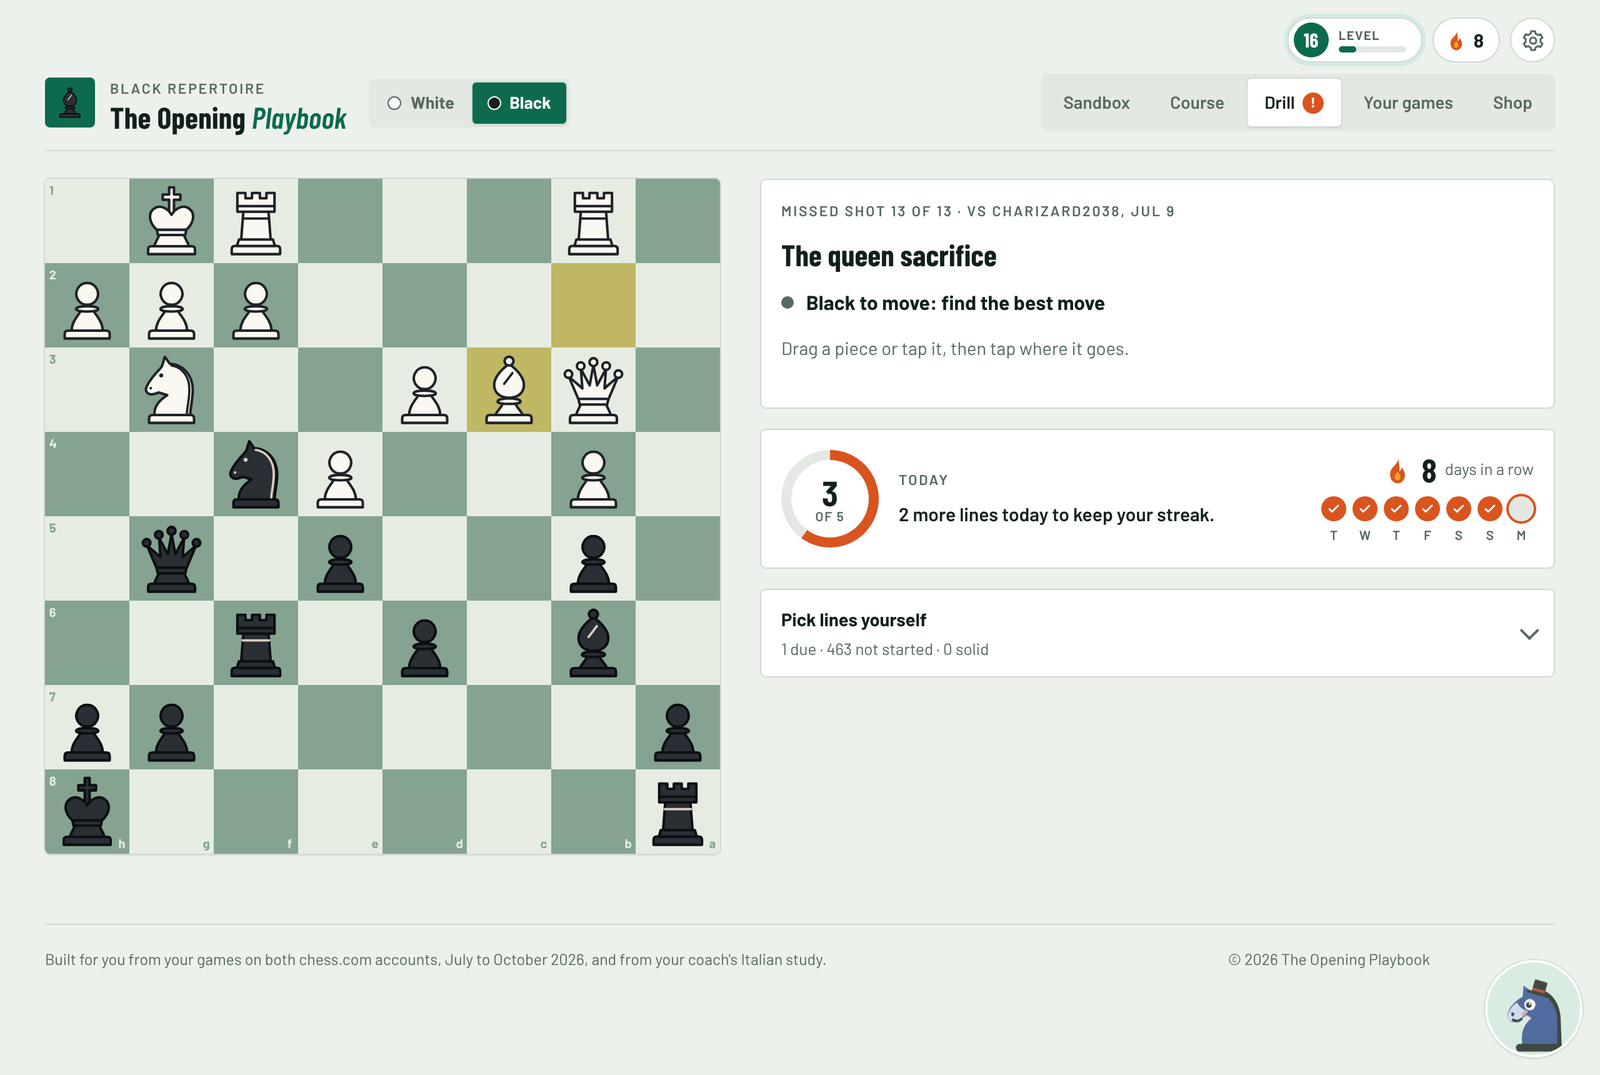 16 LEVEL 8
BLACK REPERTOIRE
The Opening Playbook
White Black
Sandbox Course Drill ! Your games Shop
MISSED SHOT 13 OF 13 · VS CHARIZARD2038, JUL 9
The queen sacrifice
Black to move: find the best move
Drag a piece or tap it, then tap where it goes.
3
OF 5
TODAY
2 more lines today to keep your streak.
8 days in a row
T W T F S S M
Pick lines yourself
1 due · 463 not started · 0 solid
1
2
3
4
5
6
7
8
h g f e d c b a
Built for you from your games on both chess.com accounts, July to October 2026, and from your coach's Italian study.
© 2026 The Opening Playbook